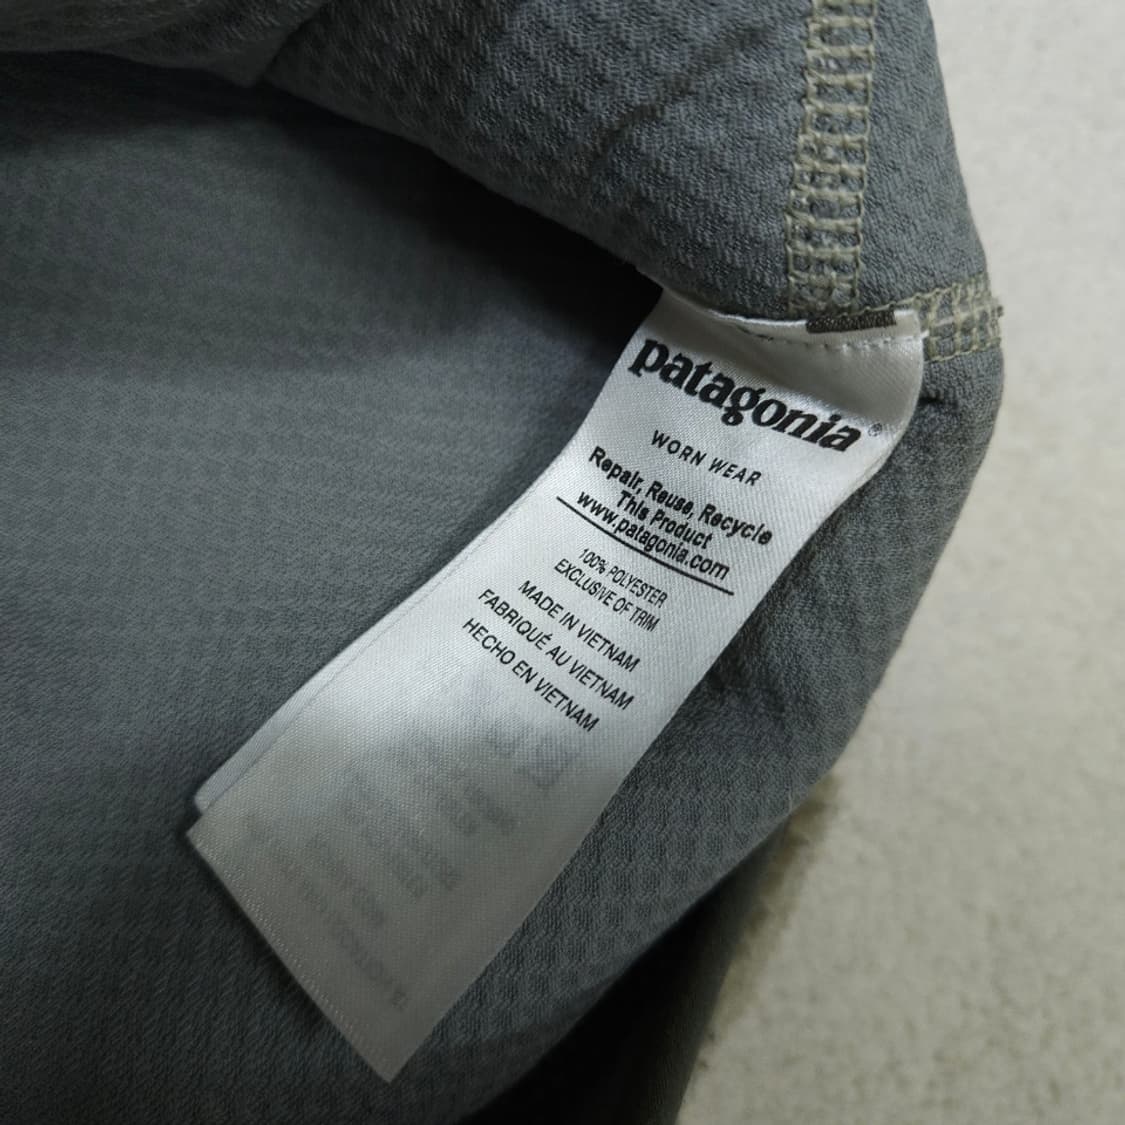 patagonia®
WORN WEAR
Repair, Reuse, Recycle
This Product
www.patagonia.com
100% POLYESTER
EXCLUSIVE OF TRIM
MADE IN VIETNAM
FABRIQUÉ AU VIETNAM
HECHO EN VIETNAM